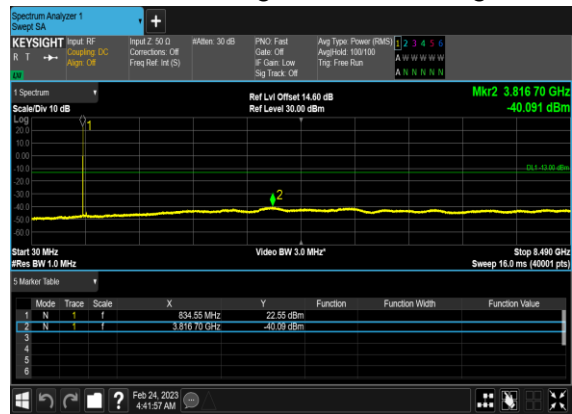 Spectrum Analyzer 1
Swept SA
+
KEYSIGHT Input: RF Input Z: 50 Ω #Atten: 30 dB PNO: Fast Avg Type: Power (RMS) 1 2 3 4 5 6
R T Coupling: DC Corrections: Off Gate: Off Avg|Hold: 100/100 A W W W W W
Align: Off Freq Ref: Int (S) IF Gain: Low Trig: Free Run
Sig Track: Off A N N N N N
1 Spectrum Ref Lvl Offset 14.60 dB Mkr2 3.816 70 GHz
Scale/Div 10 dB Ref Level 30.00 dBm -40.091 dBm
Log
1
20.0
10.0
0.00
-10.0 DL1 -13.00 dBm
-20.0
-30.0
2
-40.0
-50.0
-60.0
Start 30 MHz Video BW 3.0 MHz* Stop 8.490 GHz
#Res BW 1.0 MHz Sweep 16.0 ms (40001 pts)
5 Marker Table
Mode Trace Scale X Y Function Function Width Function Value
1 N 1 f 834.55 MHz 22.55 dBm
2 N 1 f 3.816 70 GHz -40.09 dBm
3
4
5
6
? Feb 24, 2023
4:41:57 AM